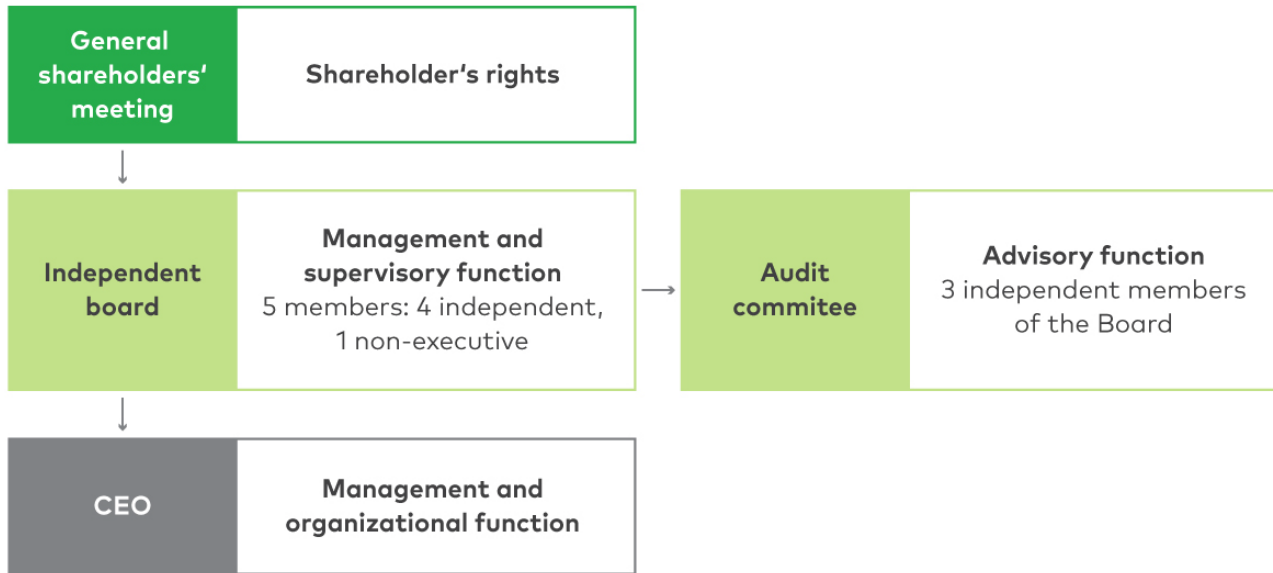 General
shareholders‘
meeting
Shareholder‘s rights
Independent
board
Management and
supervisory function
5 members: 4 independent,
1 non-executive
Audit
commitee
Advisory function
3 independent members
of the Board
CEO
Management and
organizational function